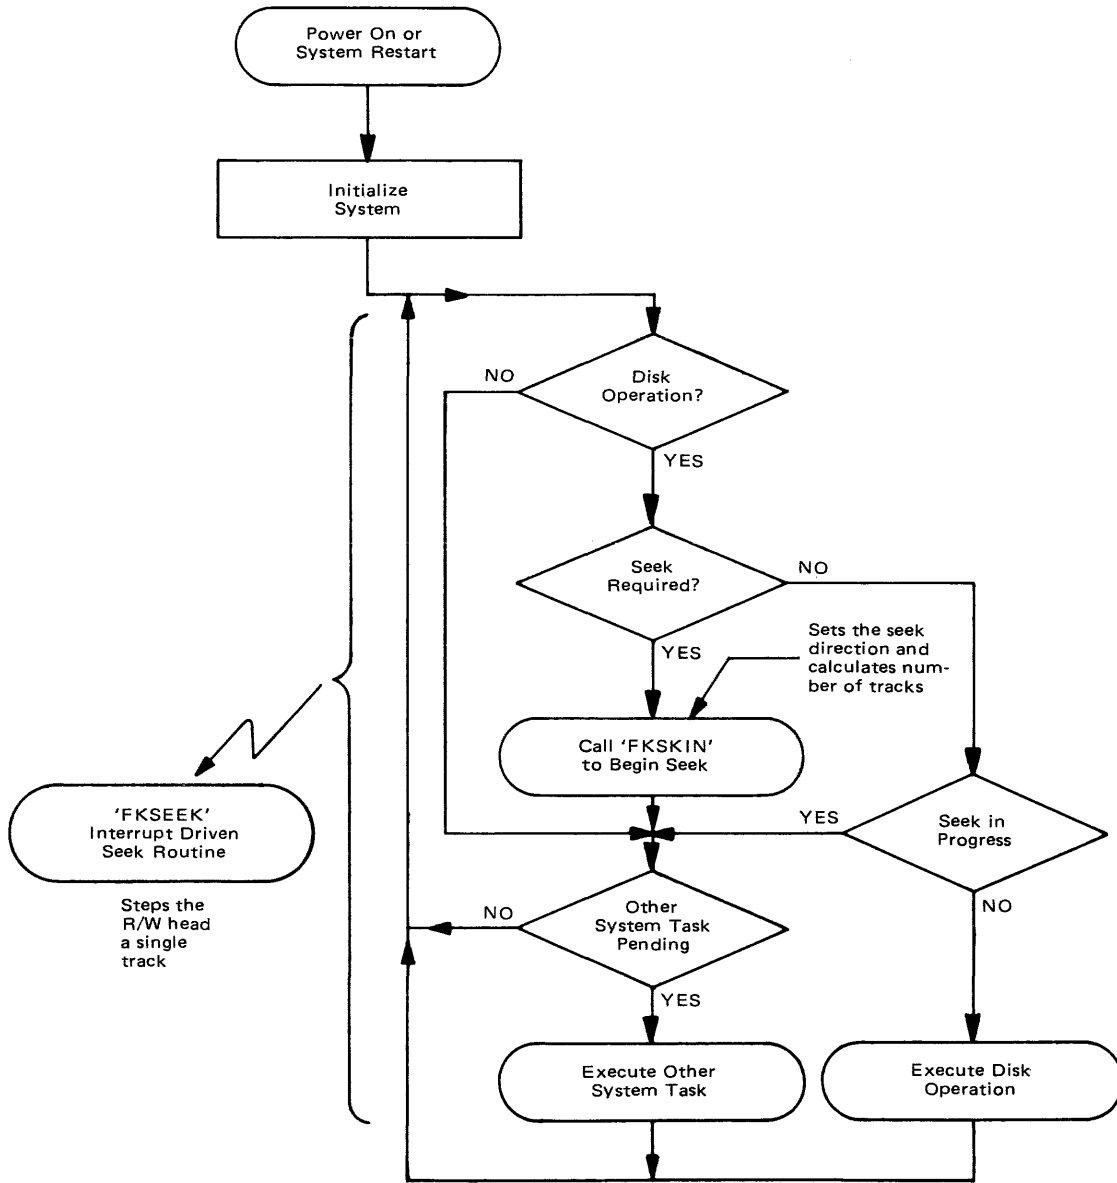 Power On or
System Restart
Initialize
System
Disk
Operation?
NO
YES
Seek
Required?
NO
YES
Sets the seek
direction and
calculates num-
ber of tracks
Call 'FKSKIN'
to Begin Seek
'FKSEEK'
Interrupt Driven
Seek Routine
Steps the
R/W head
a single
track
Seek in
Progress
YES
NO
Other
System Task
Pending
NO
YES
Execute Other
System Task
Execute Disk
Operation